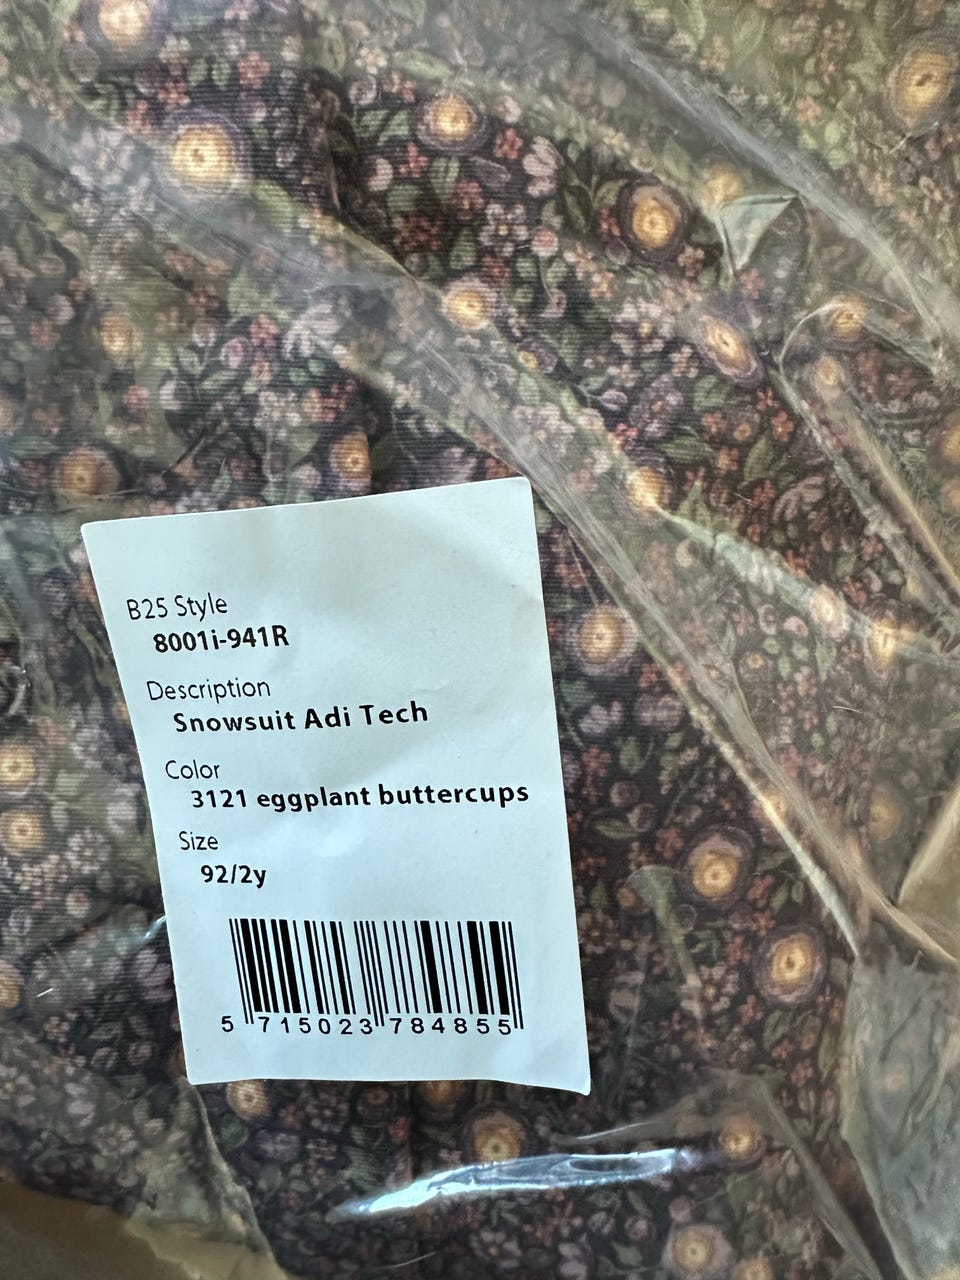 B25 Style
8001i-941R
Description
Snowsuit Adi Tech
Color
3121 eggplant buttercups
Size
92/2y
5 715023 784855